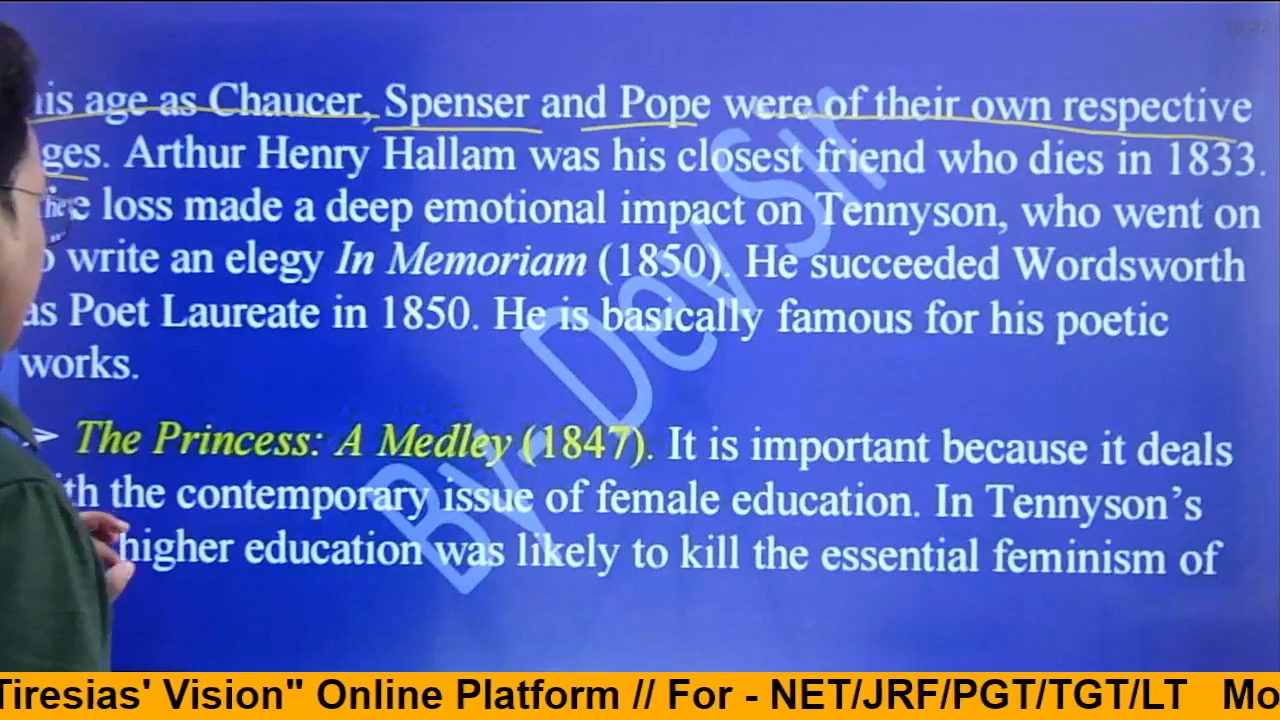 his age as Chaucer, Spenser and Pope were of their own respective
ges. Arthur Henry Hallam was his closest friend who dies in 1833.
loss made a deep emotional impact on Tennyson, who went on
write an elegy In Memoriam (1850). He succeeded Wordsworth
as Poet Laureate in 1850. He is basically famous for his poetic
works.
➢ The Princess: A Medley (1847). It is important because it deals
th the contemporary issue of female education. In Tennyson's
higher education was likely to kill the essential feminism of
By- Dev Sir
Tiresias' Vision" Online Platform // For - NET/JRF/PGT/TGT/LT Mo